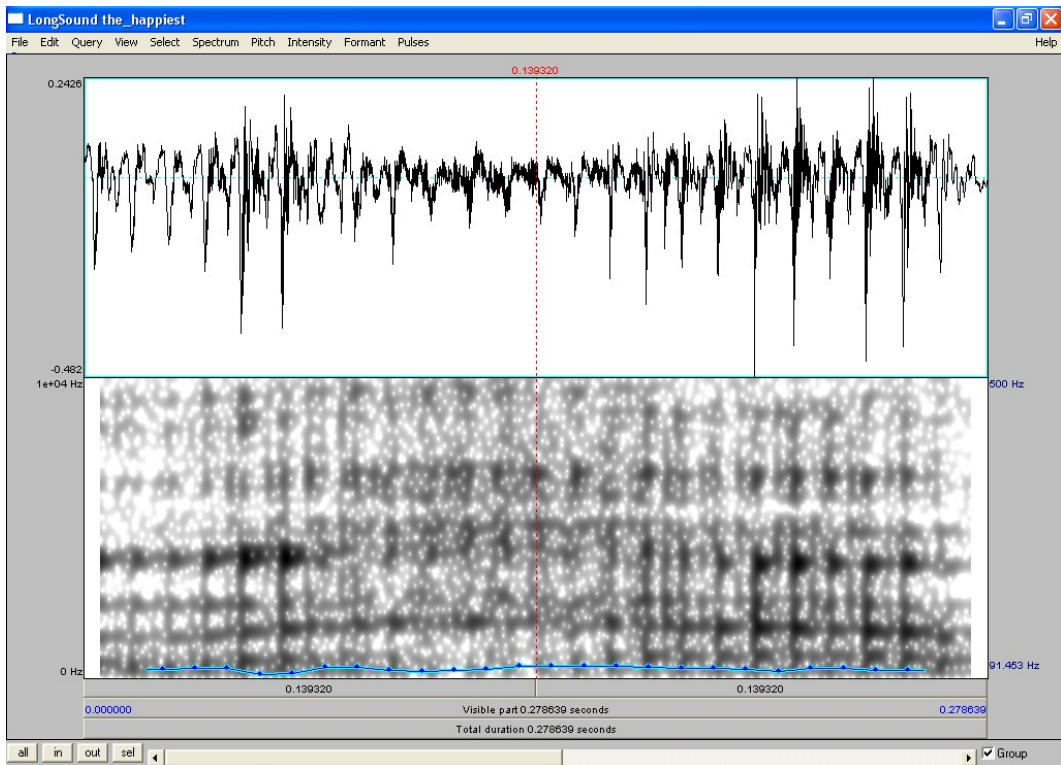 LongSound the_happiest
File Edit Query View Select Spectrum Pitch Intensity Formant Pulses Help
0.139320
0.2426
-0.482
1e+04 Hz 500 Hz
0 Hz 91.453 Hz
0.139320 0.139320
0.000000 Visible part 0.278639 seconds 0.278639
Total duration 0.278639 seconds
all in out sel Group